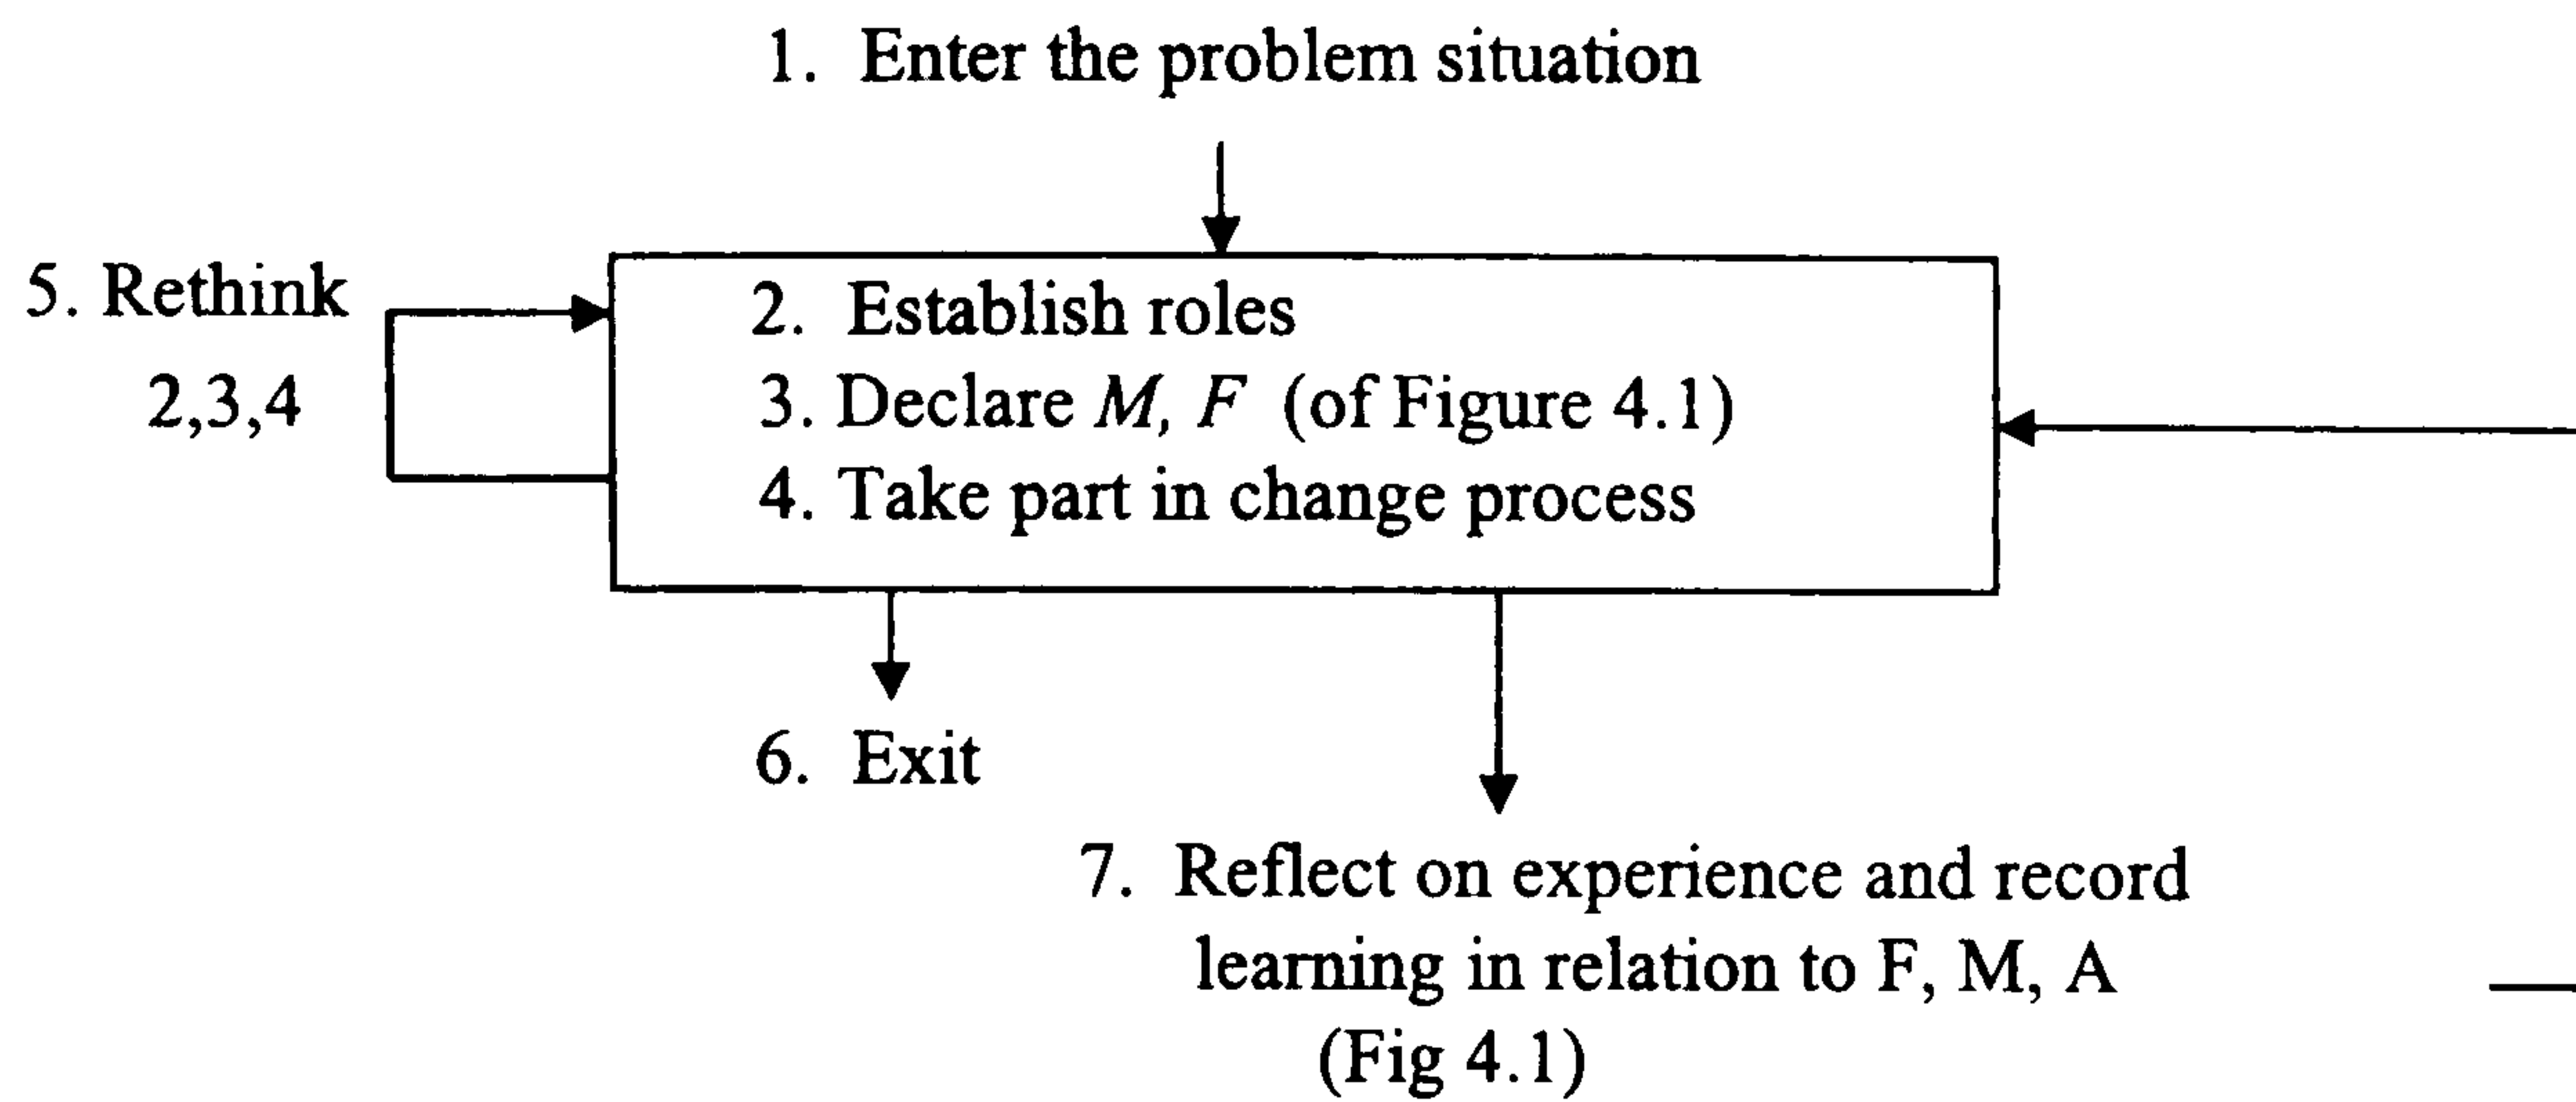 1. Enter the problem situation
5. Rethink
2,3,4
2. Establish roles
3. Declare M, F (of Figure 4.1)
4. Take part in change process
6. Exit
7. Reflect on experience and record
learning in relation to F, M, A
(Fig 4.1)